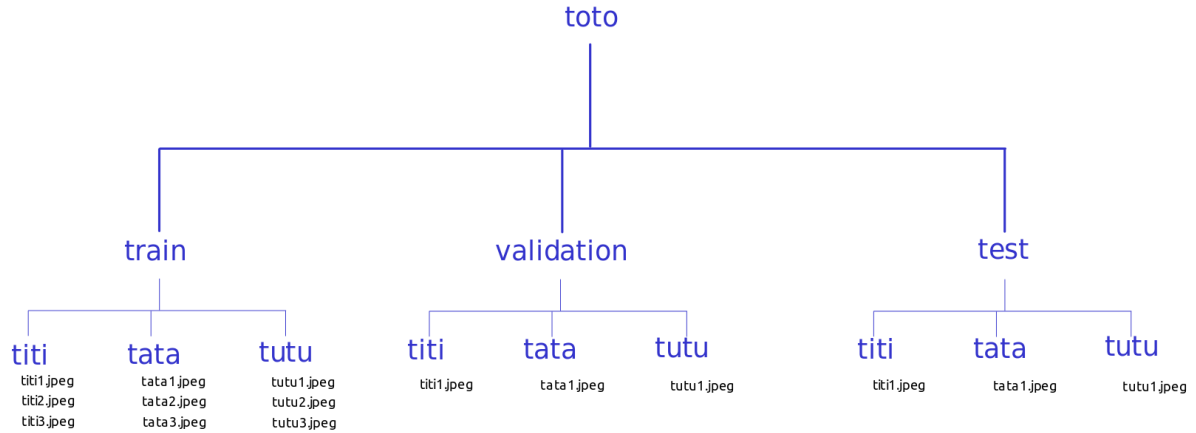 toto
train validation test
titi tata tutu titi tata tutu titi tata tutu
titi1.jpeg tata1.jpeg tutu1.jpeg titi1.jpeg tata1.jpeg tutu1.jpeg titi1.jpeg tata1.jpeg tutu1.jpeg
titi2.jpeg tata2.jpeg tutu2.jpeg
titi3.jpeg tata3.jpeg tutu3.jpeg